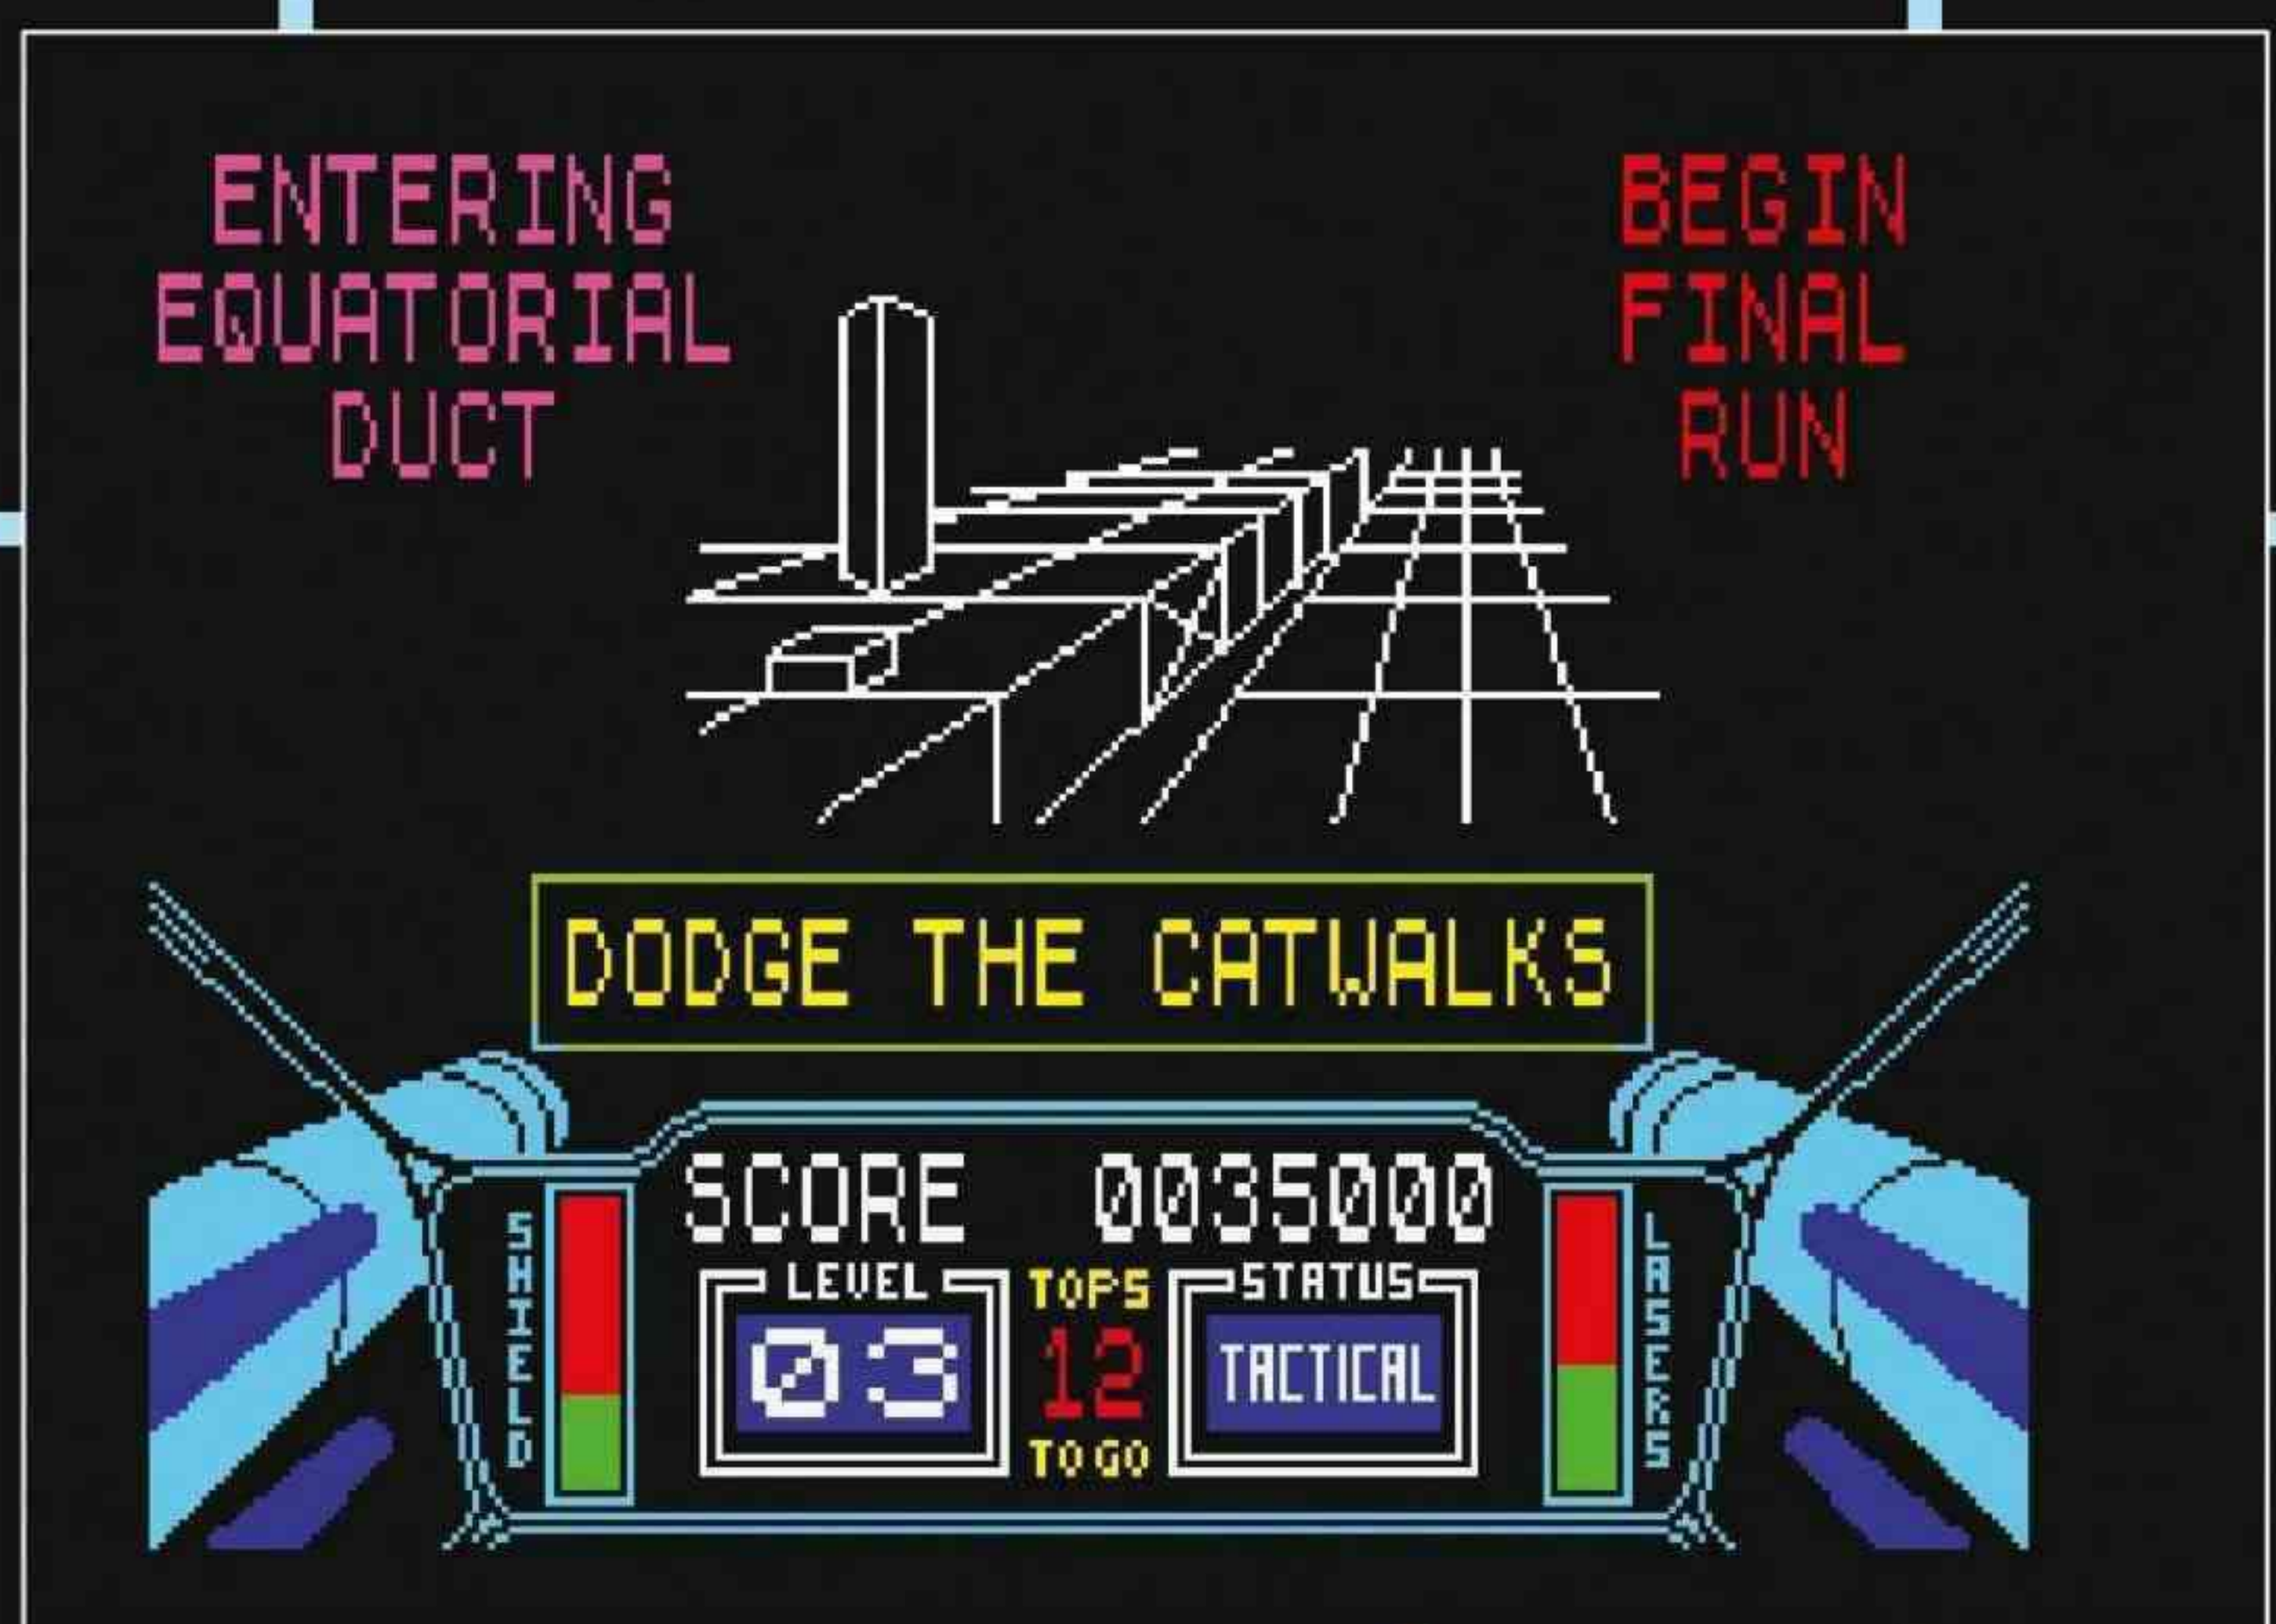 ENTERING
EQUATORIAL
DUCT
BEGIN
FINAL
RUN
DODGE THE CATWALKS
SCORE 0035000
SHIELD
LEVEL
03
TOPS
12
TO GO
STATUS
TACTICAL
LASERS